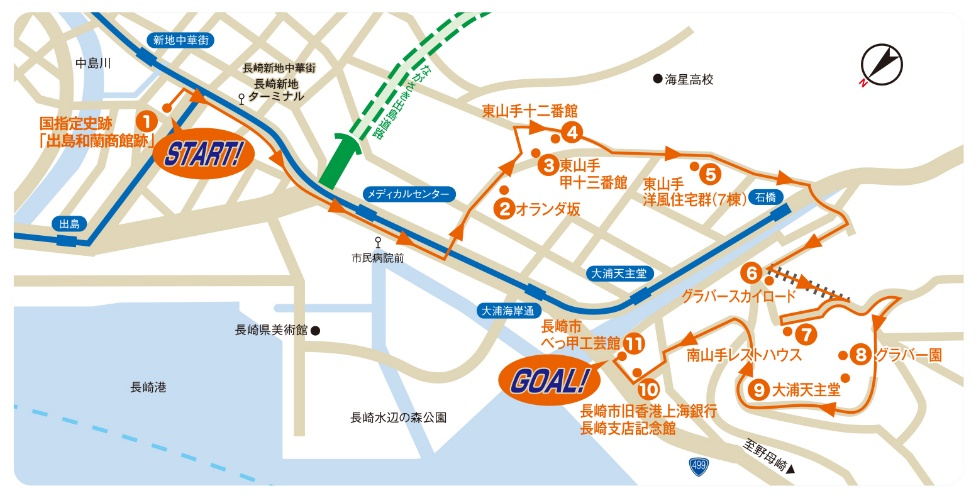 新地中華街
中島川
長崎新地中華街
長崎新地
ターミナル
ながさき出島道路
海星高校
N
1
国指定史跡
「出島和蘭商館跡」
START!
東山手十二番館
4
3
東山手
甲十三番館
5
東山手
洋風住宅群(7棟)
石橋
メディカルセンター
2
オランダ坂
出島
市民病院前
大浦天主堂
6
グラバースカイロード
大浦海岸通
長崎市
べっ甲工芸館
11
7
南山手レストハウス
8
グラバー園
長崎県美術館
GOAL!
長崎港
10
9
大浦天主堂
長崎市旧香港上海銀行
長崎支店記念館
長崎水辺の森公園
至野母崎
499